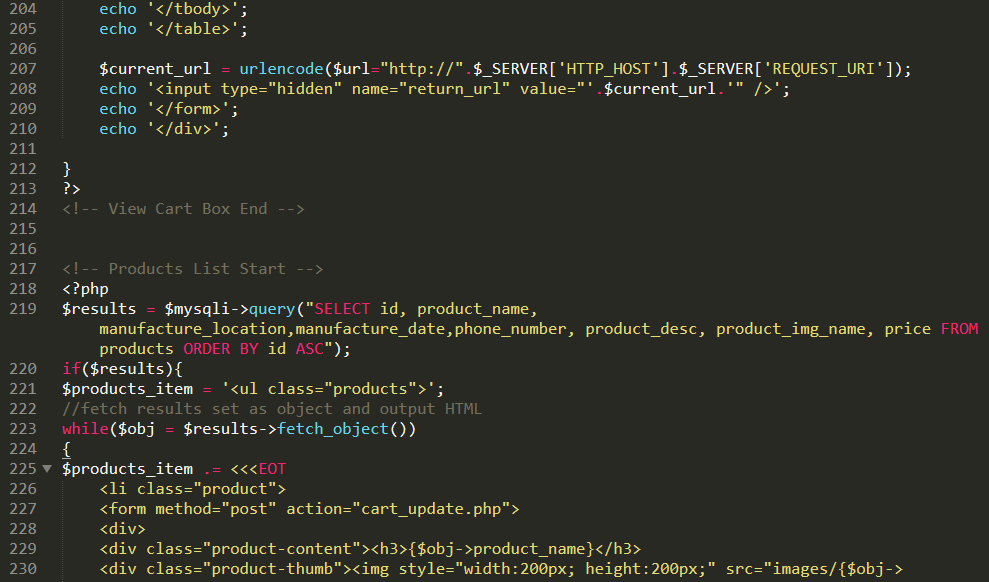 204 echo '</tbody>';
205 echo '</table>';
206
207 $current_url = urlencode($url="http://".$_SERVER['HTTP_HOST'].$_SERVER['REQUEST_URI']);
208 echo '<input type="hidden" name="return_url" value="'.$current_url.'" />';
209 echo '</form>';
210 echo '</div>';
211
212 }
213 ?>
214 <!-- View Cart Box End -->
215
216
217 <!-- Products List Start -->
218 <?php
219 $results = $mysqli->query("SELECT id, product_name,
manufacture_location,manufacture_date,phone_number, product_desc, product_img_name, price FROM
products ORDER BY id ASC");
220 if($results){
221 $products_item = '<ul class="products">';
222 //fetch results set as object and output HTML
223 while($obj = $results->fetch_object())
224 {
225 $products_item .= <<<EOT
226 <li class="product">
227 <form method="post" action="cart_update.php">
228 <div>
229 <div class="product-content"><h3>{$obj->product_name}</h3>
230 <div class="product-thumb"><img style="width:200px; height:200px;" src="images/{$obj->